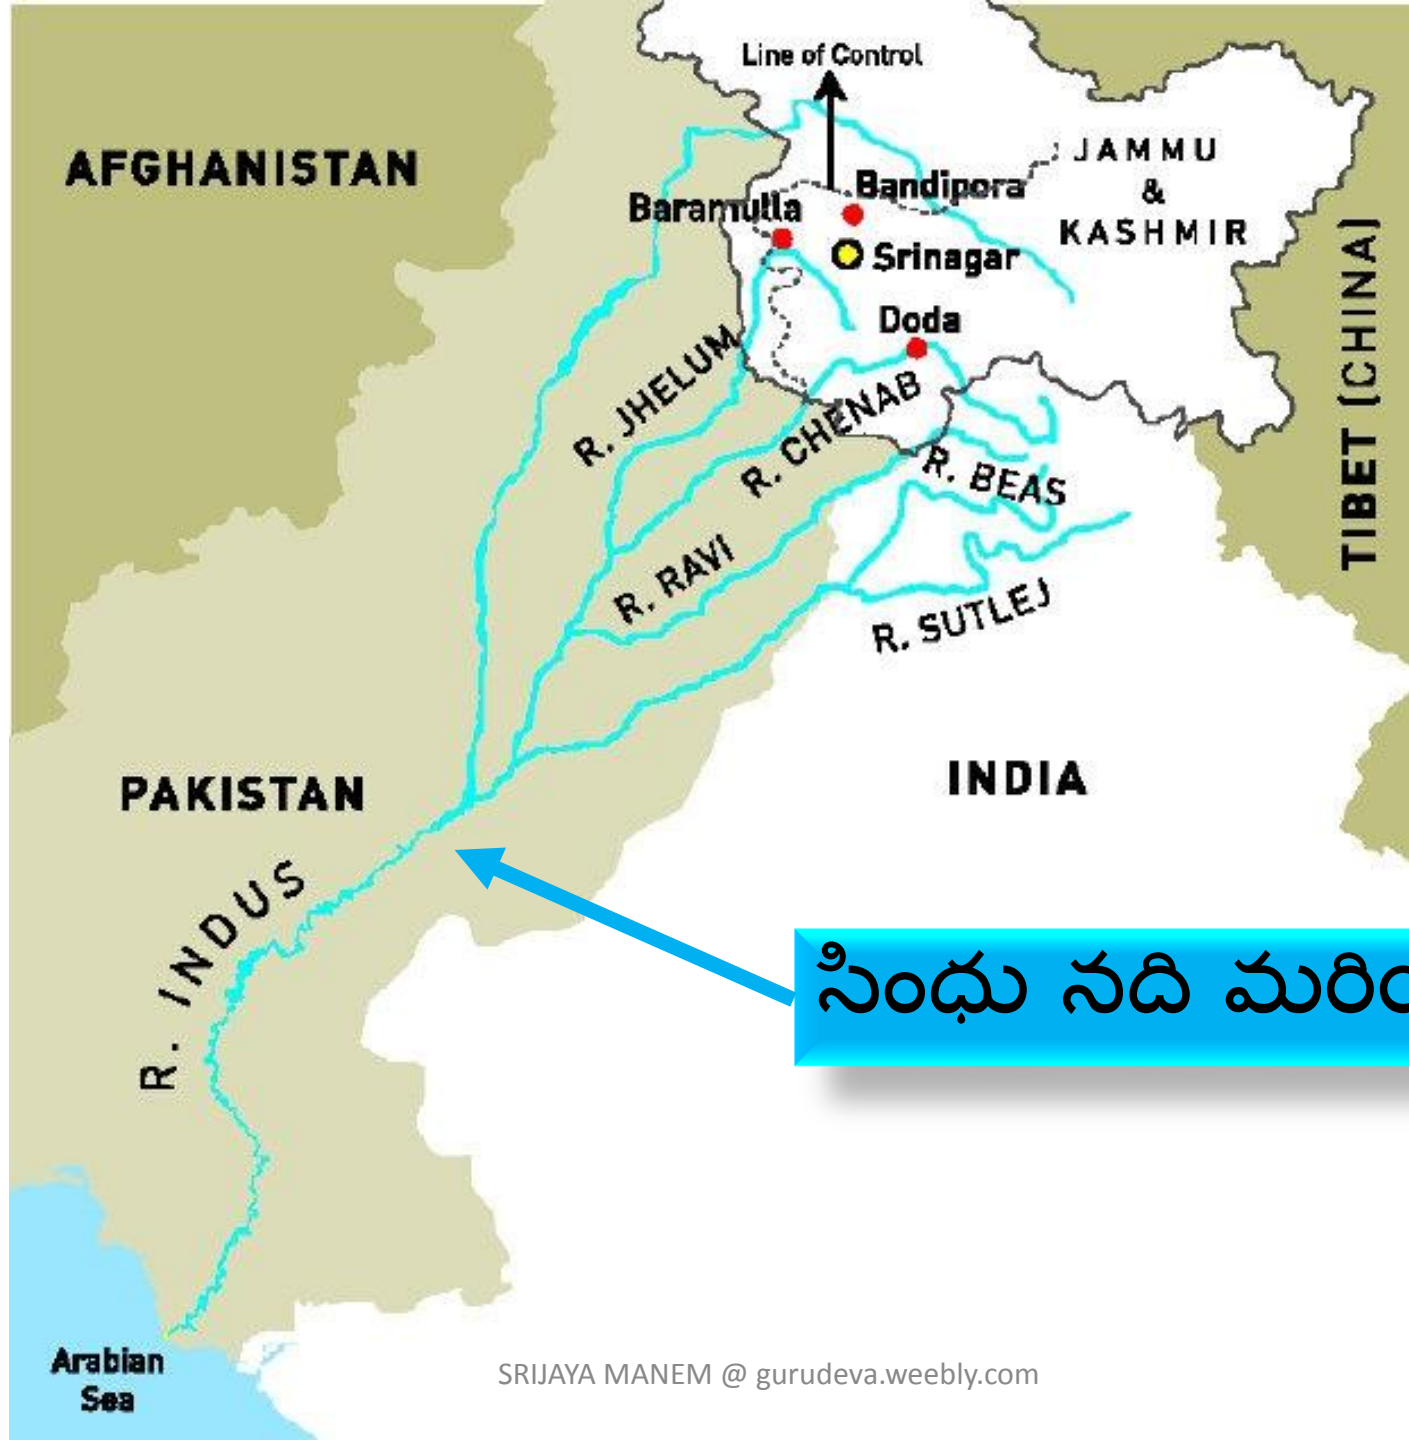 Line of Control
AFGHANISTAN
JAMMU
&
KASHMIR
Bandipora
Baramulla
Srinagar
Doda
TIBET (CHINA)
R. JHELUM
R. CHENAB
R. BEAS
R. RAVI
R. SUTLEJ
PAKISTAN
INDIA
R. INDUS
సింధు నది
Arabian
Sea
SRIJAYA MANEM @ gurudeva.weebly.com